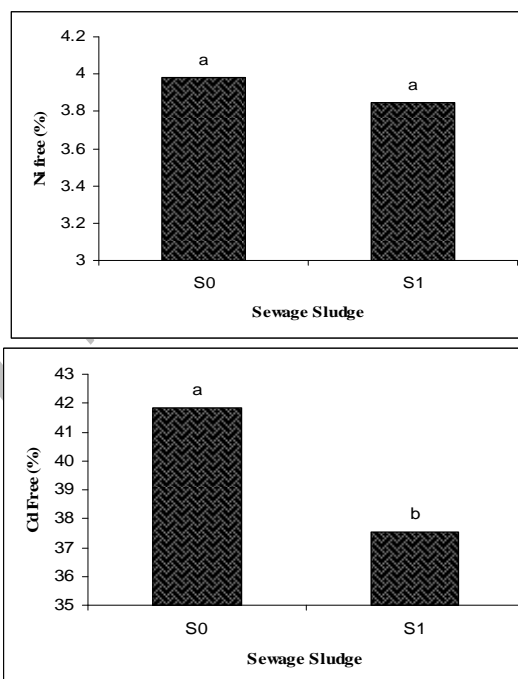 4.2
4
3.8
3.6
3.4
3.2
3
Ni free (%)
a
a
S0
S1
Sewage Sludge
43
42
41
40
39
38
37
36
35
Cd Free (%)
a
b
S0
S1
Sewage Sludge